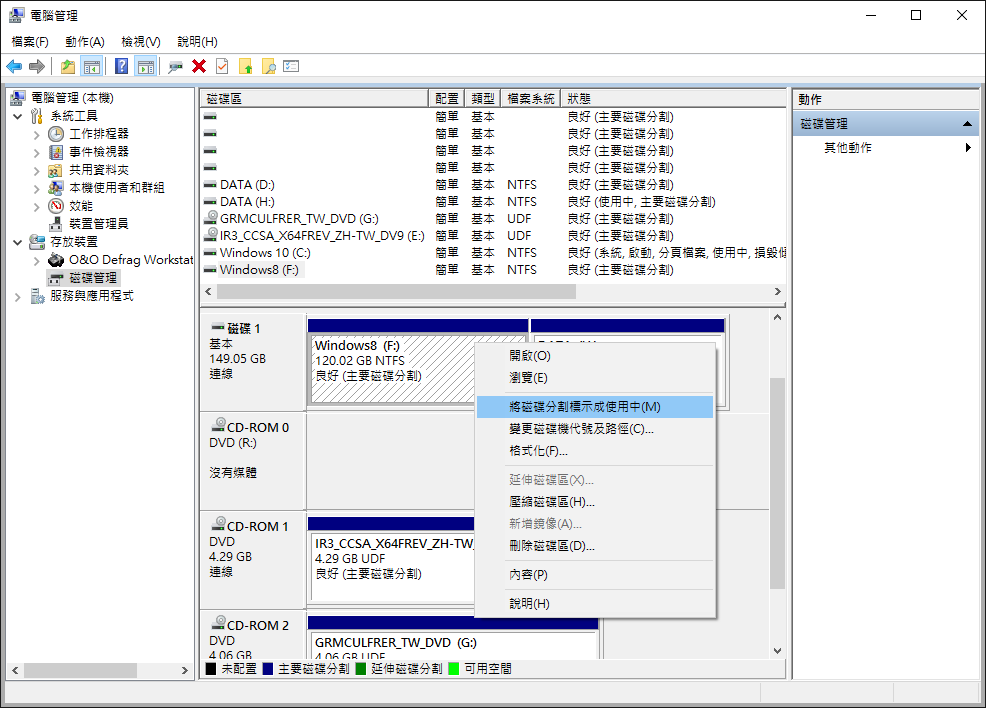 電腦管理
檔案(F) 動作(A) 檢視(V) 說明(H)
電腦管理 (本機)
系統工具
工作排程器
事件檢視器
共用資料夾
本機使用者和群組
效能
裝置管理員
存放裝置
O&O Defrag Workstat
磁碟管理
服務與應用程式
磁碟區 配置 類型 檔案系統 狀態
簡單 基本 良好 (主要磁碟分割)
簡單 基本 良好 (主要磁碟分割)
簡單 基本 良好 (主要磁碟分割)
簡單 基本 良好 (主要磁碟分割)
DATA (D:) 簡單 基本 NTFS 良好 (主要磁碟分割)
DATA (H:) 簡單 基本 NTFS 良好 (使用中, 主要磁碟分割)
GRMCULFRER_TW_DVD (G:) 簡單 基本 UDF 良好 (主要磁碟分割)
IR3_CCSA_X64FREV_ZH-TW_DV9 (E:) 簡單 基本 UDF 良好 (主要磁碟分割)
Windows 10 (C:) 簡單 基本 NTFS 良好 (系統, 啟動, 分頁檔案, 使用中, 損毀傾
Windows8 (F:) 簡單 基本 NTFS 良好 (主要磁碟分割)
磁碟 1
基本
149.05 GB
連線
Windows8 (F:)
120.02 GB NTFS
良好 (主要磁碟分割)
CD-ROM 0
DVD (R:)
沒有媒體
CD-ROM 1
DVD
4.29 GB
連線
IR3_CCSA_X64FREV_ZH-TW_
4.29 GB UDF
良好 (主要磁碟分割)
CD-ROM 2
DVD
4.06 GB
GRMCULFRER_TW_DVD (G:)
4.06 GB UDF
未配置 主要磁碟分割 延伸磁碟分割 可用空間
開啟(O)
瀏覽(E)
將磁碟分割標示成使用中(M)
變更磁碟機代號及路徑(C)...
格式化(F)...
延伸磁碟區(X)...
壓縮磁碟區(H)...
新增鏡像(A)...
刪除磁碟區(D)...
內容(P)
說明(H)
動作
磁碟管理
其他動作